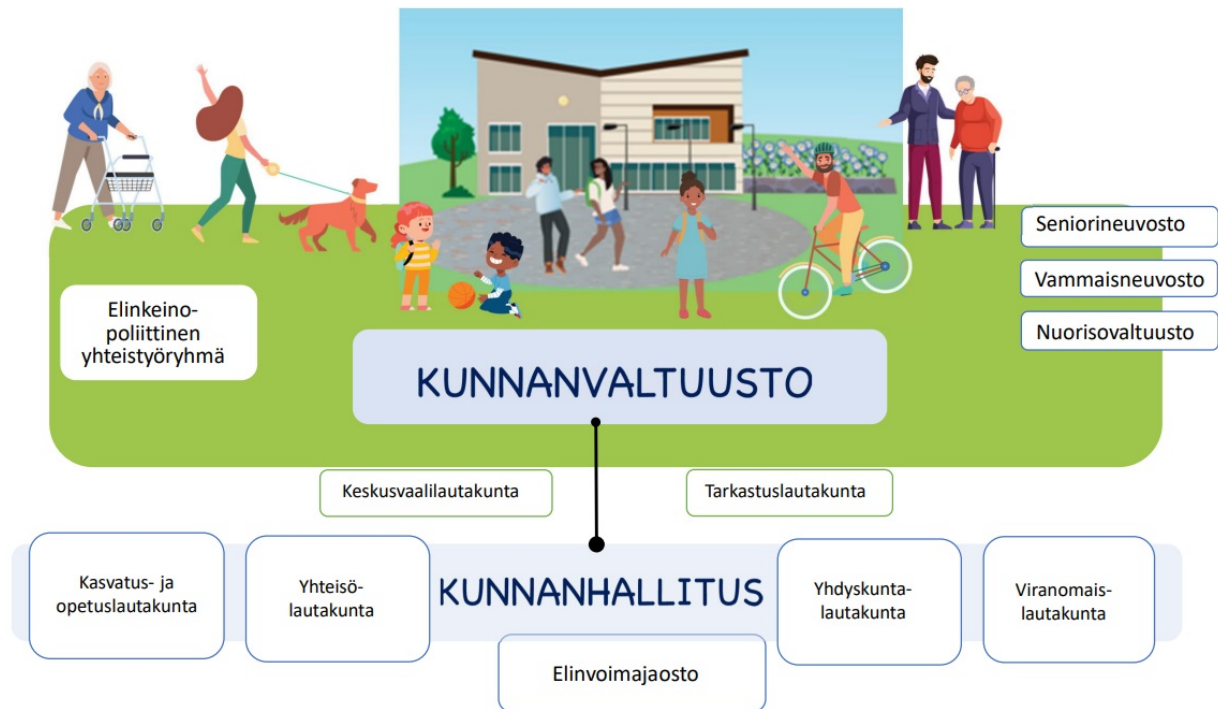 Seniorineuvosto
Vammaisneuvosto
Nuorisovaltuusto
Elinkeino-
poliittinen
yhteistyöryhmä
KUNNANVALTUUSTO
Keskusvaalilautakunta
Tarkastuslautakunta
Kasvatus- ja
opetuslautakunta
Yhteisö-
lautakunta
KUNNANHALLITUS
Yhdyskunta-
lautakunta
Viranomais-
lautakunta
Elinvoimajaosto